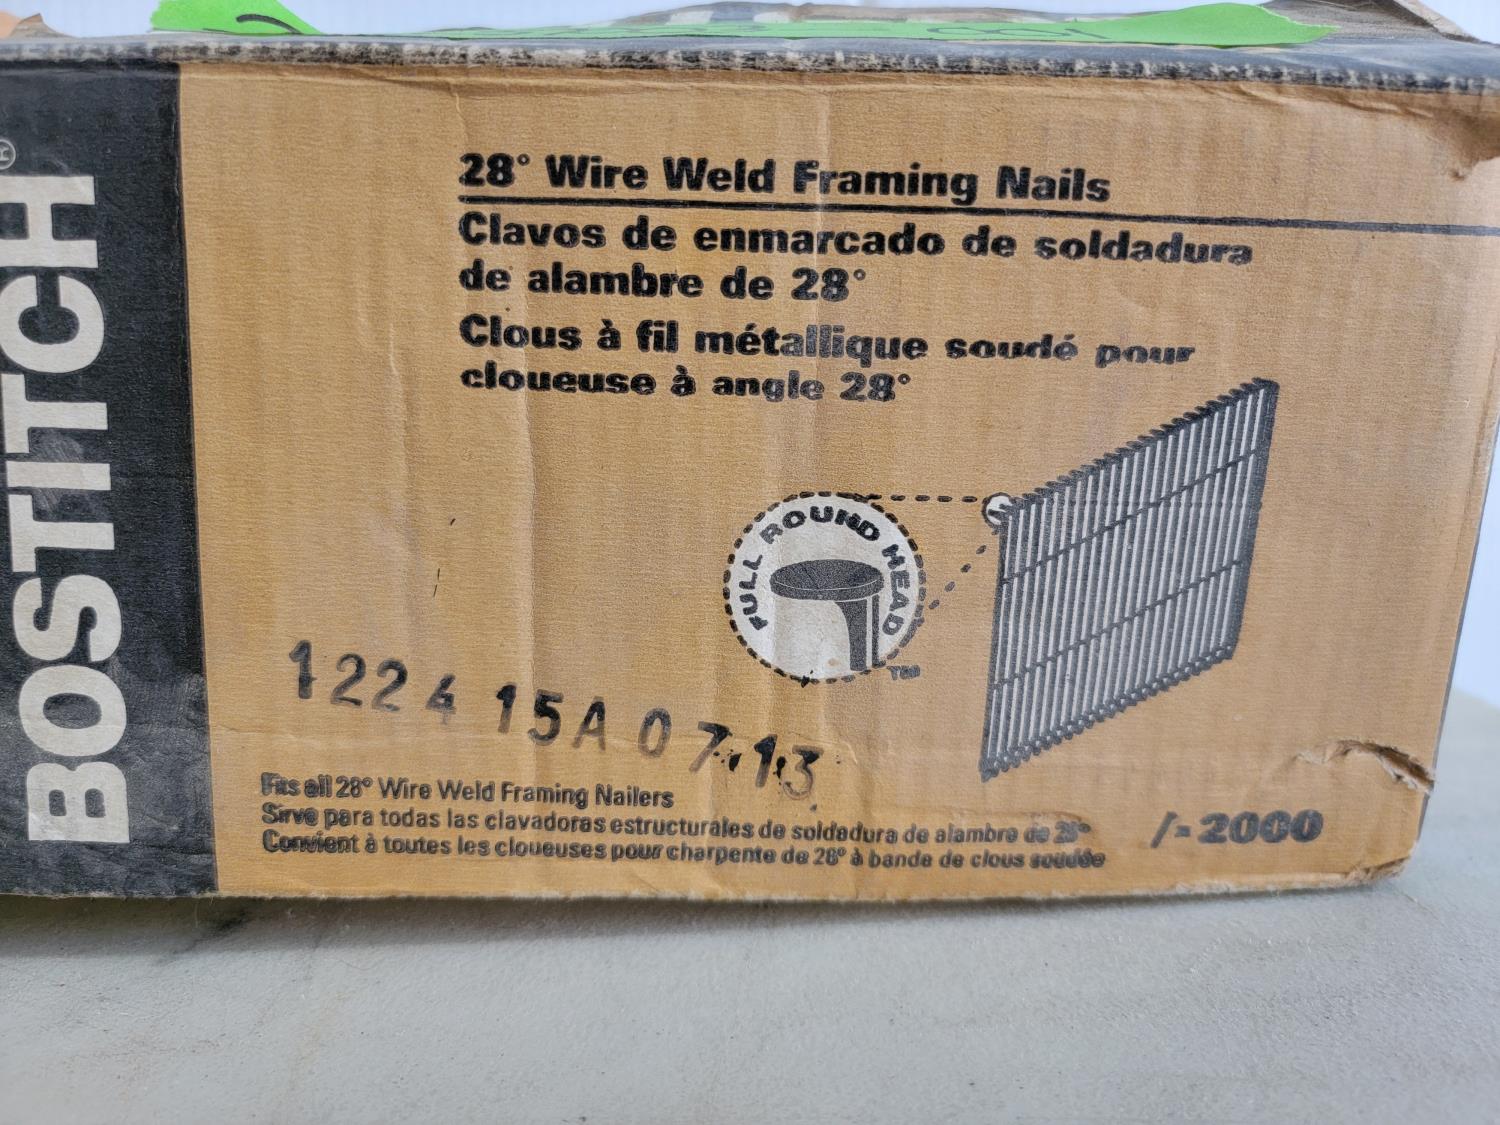 BOSTITCH®
28° Wire Weld Framing Nails
Clavos de enmarcado de soldadura
de alambre de 28°
Clous à fil métallique soudé pour
cloueuse à angle 28°
FULL ROUND HEAD
TM
1224 15A 07.13
Fits all 28° Wire Weld Framing Nailers
Sirve para todas las clavadoras estructurales de soldadura de alambre de 28°
Convient à toutes les cloueuses pour charpente de 28° à bande de clous soudée
/= 2000